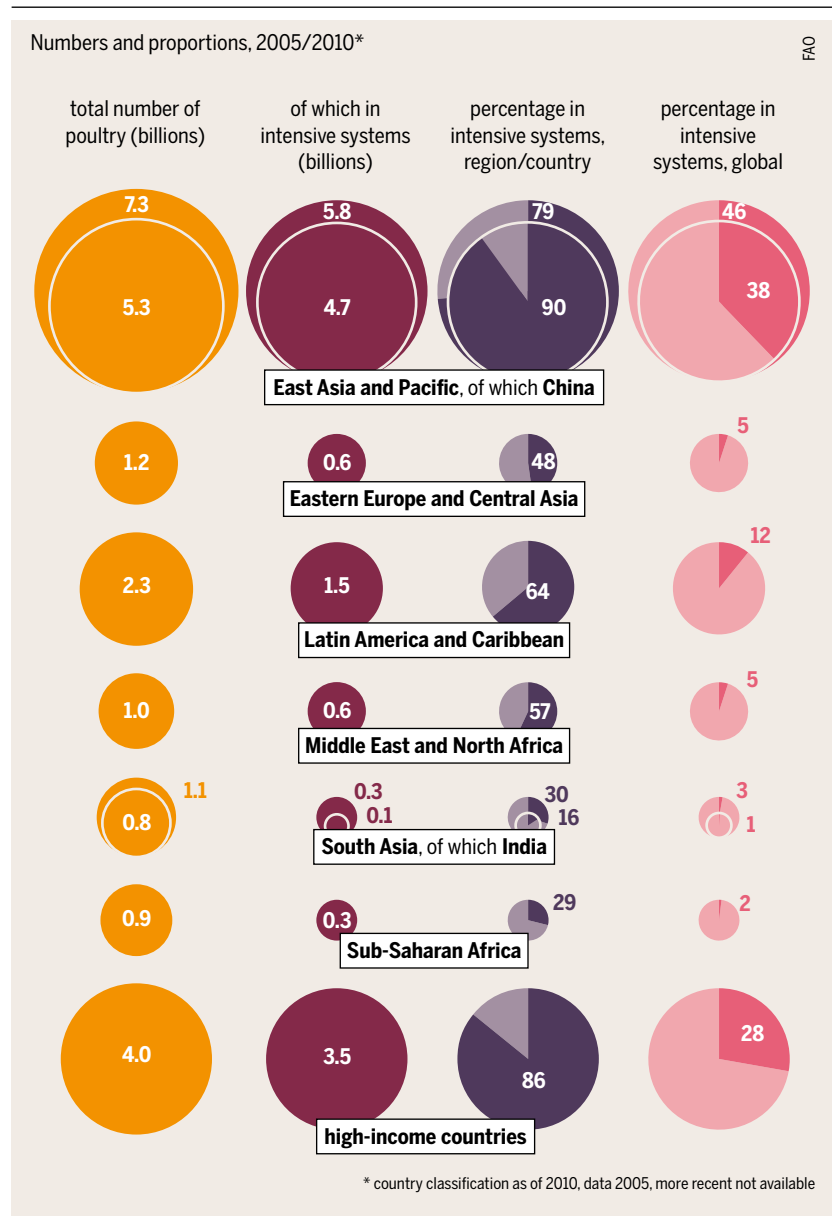 Numbers and proportions, 2005/2010*
FAO
total number of
poultry (billions)
of which in
intensive systems
(billions)
percentage in
intensive systems,
region/country
percentage in
intensive
systems, global
7.3
5.8
79
46
5.3
4.7
90
38
East Asia and Pacific, of which China
1.2
0.6
48
5
Eastern Europe and Central Asia
2.3
1.5
64
12
Latin America and Caribbean
1.0
0.6
57
5
Middle East and North Africa
1.1
0.8
0.3
0.1
30
16
3
1
South Asia, of which India
0.9
0.3
29
2
Sub-Saharan Africa
4.0
3.5
86
28
high-income countries
* country classification as of 2010, data 2005, more recent not available